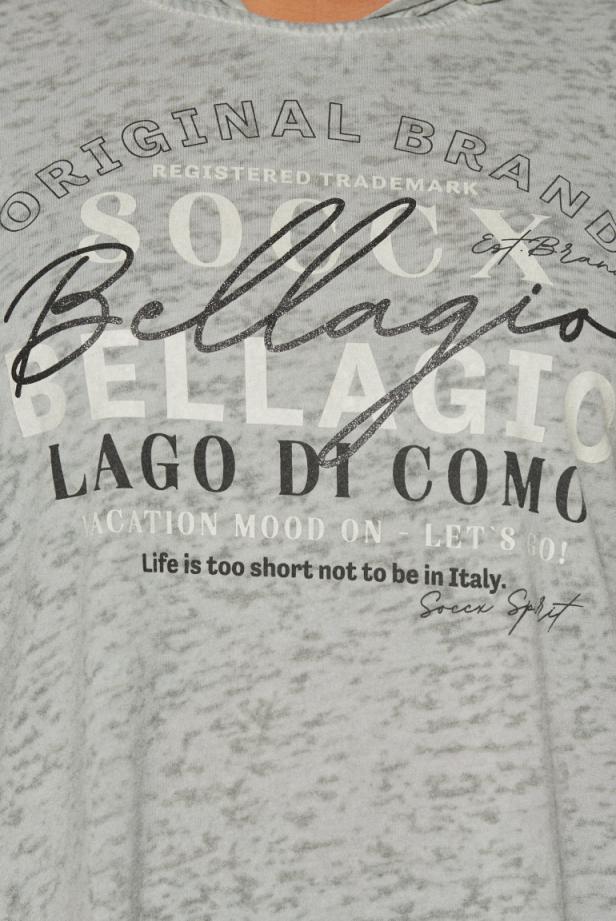 ORIGINAL BRAND
REGISTERED TRADEMARK
SOCCX
Est. Bran
Bellagio
BELLAGIO
LAGO DI COMO
VACATION MOOD ON - LET`S GO!
Life is too short not to be in Italy.
Soccx Spirit